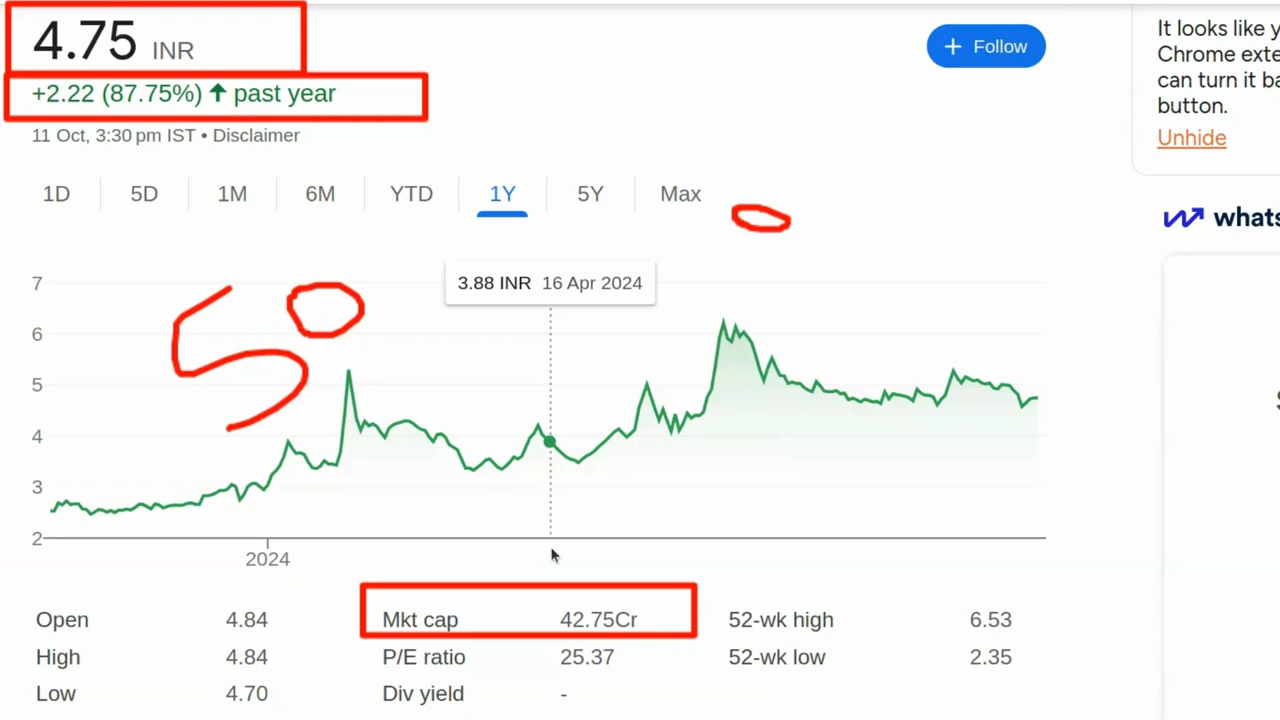 4.75 INR
+ Follow
+2.22 (87.75%) ↑ past year
11 Oct, 3:30 pm IST • Disclaimer
1D 5D 1M 6M YTD 1Y 5Y Max
It looks like
Chrome
can turn it
button.
Unhide
3.88 INR 16 Apr 2024
50
7
6
5
4
3
2
2024
Open 4.84 Mkt cap 42.75Cr 52-wk high 6.53
High 4.84 P/E ratio 25.37 52-wk low 2.35
Low 4.70 Div yield -